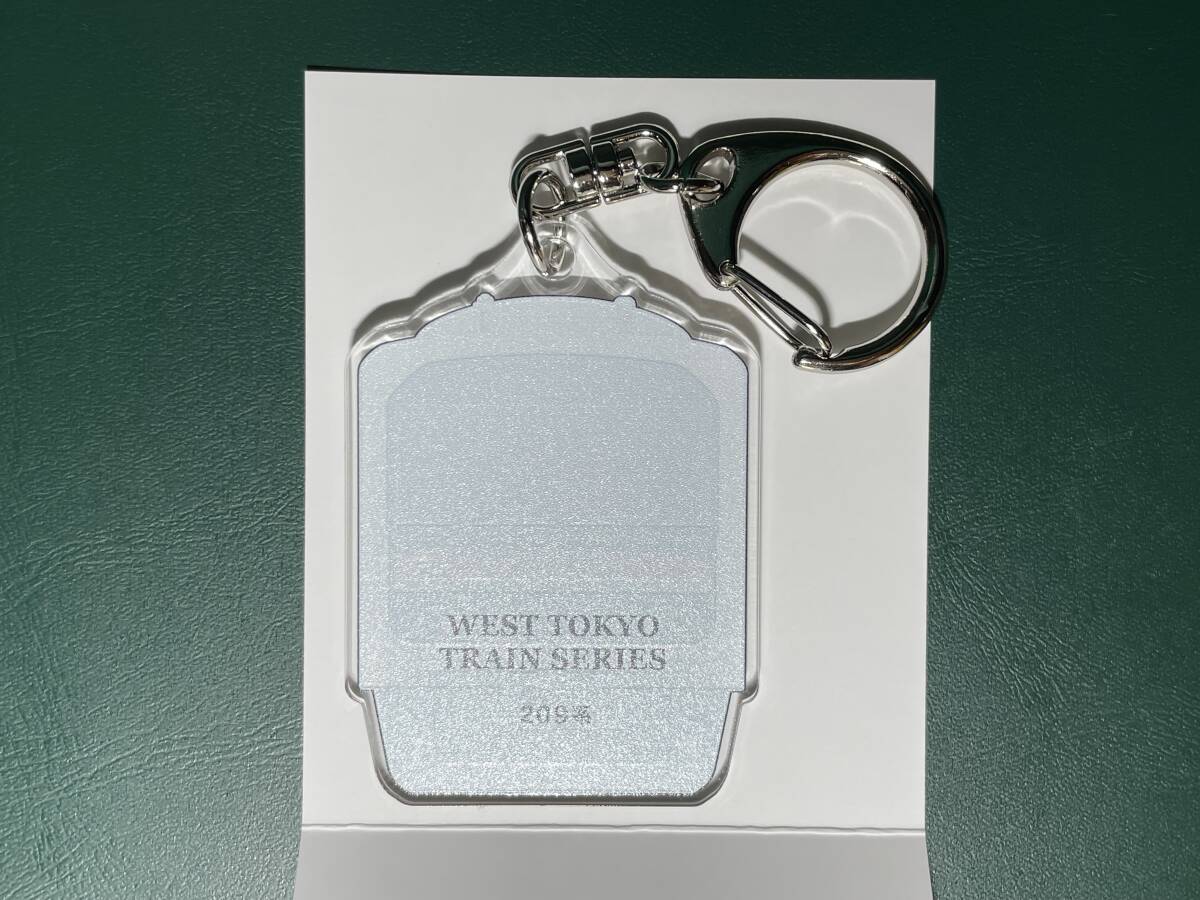 WEST TOKYO
TRAIN SERIES
209系